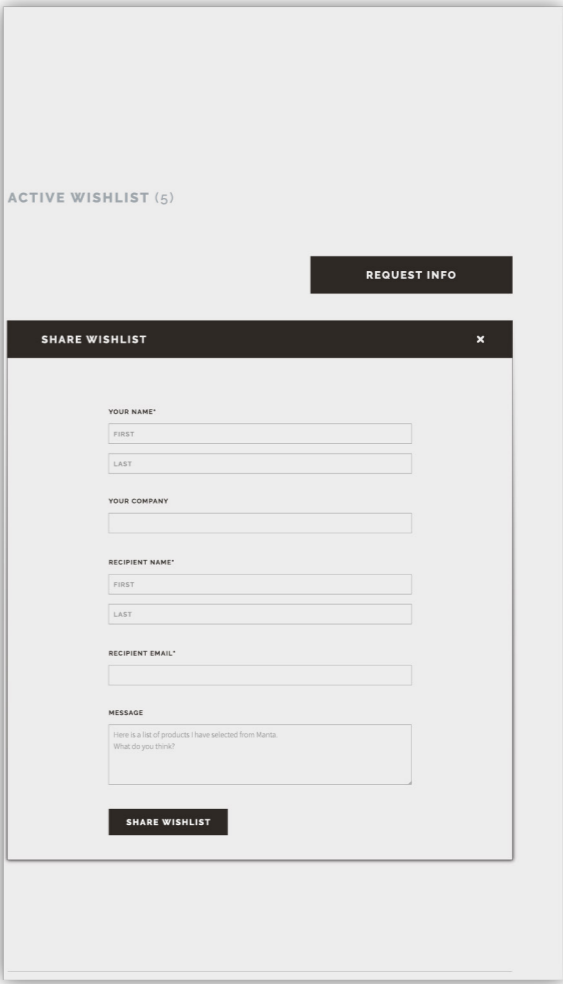 ACTIVE WISHLIST (5)
REQUEST INFO
SHARE WISHLIST ×
YOUR NAME*
FIRST
LAST
YOUR COMPANY
RECIPIENT NAME*
FIRST
LAST
RECIPIENT EMAIL*
MESSAGE
Here is a list of products I have selected from Manta.
What do you think?
SHARE WISHLIST